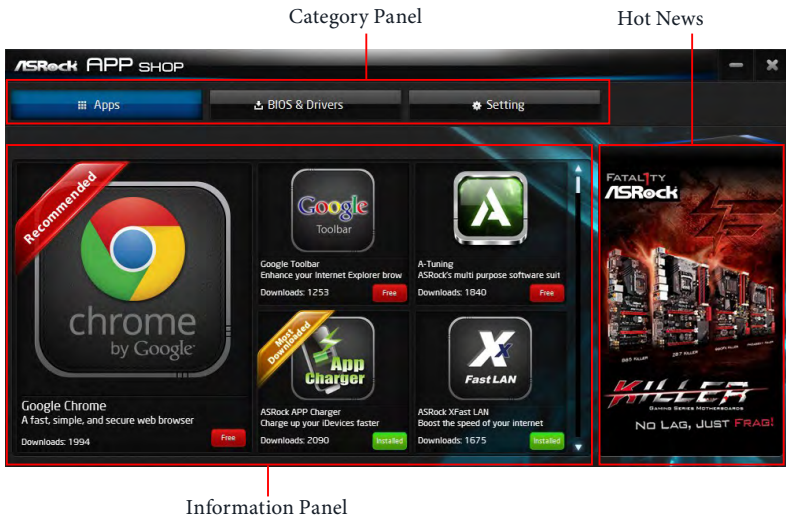 Category Panel
Hot News
ASRock APP SHOP
Apps
BIOS & Drivers
Setting
Recommended
chrome
by Google
Google Chrome
A fast, simple, and secure web browser
Downloads: 1994
Free
Google
Toolbar
Google Toolbar
Enhance your Internet Explorer brow
Downloads: 1253
Free
A
A-Tuning
ASRock's multi purpose software suit
Downloads: 1840
Free
Most
Downloaded
App
Charger
ASRock APP Charger
Charge up your iDevices faster
Downloads: 2090
Installed
Fast LAN
ASRock XFast LAN
Boost the speed of your internet
Downloads: 1675
Installed
FATAL1TY
ASRock
KILLER
GAMING SERIES MOTHERBOARDS
NO LAG, JUST FRAG!
Information Panel